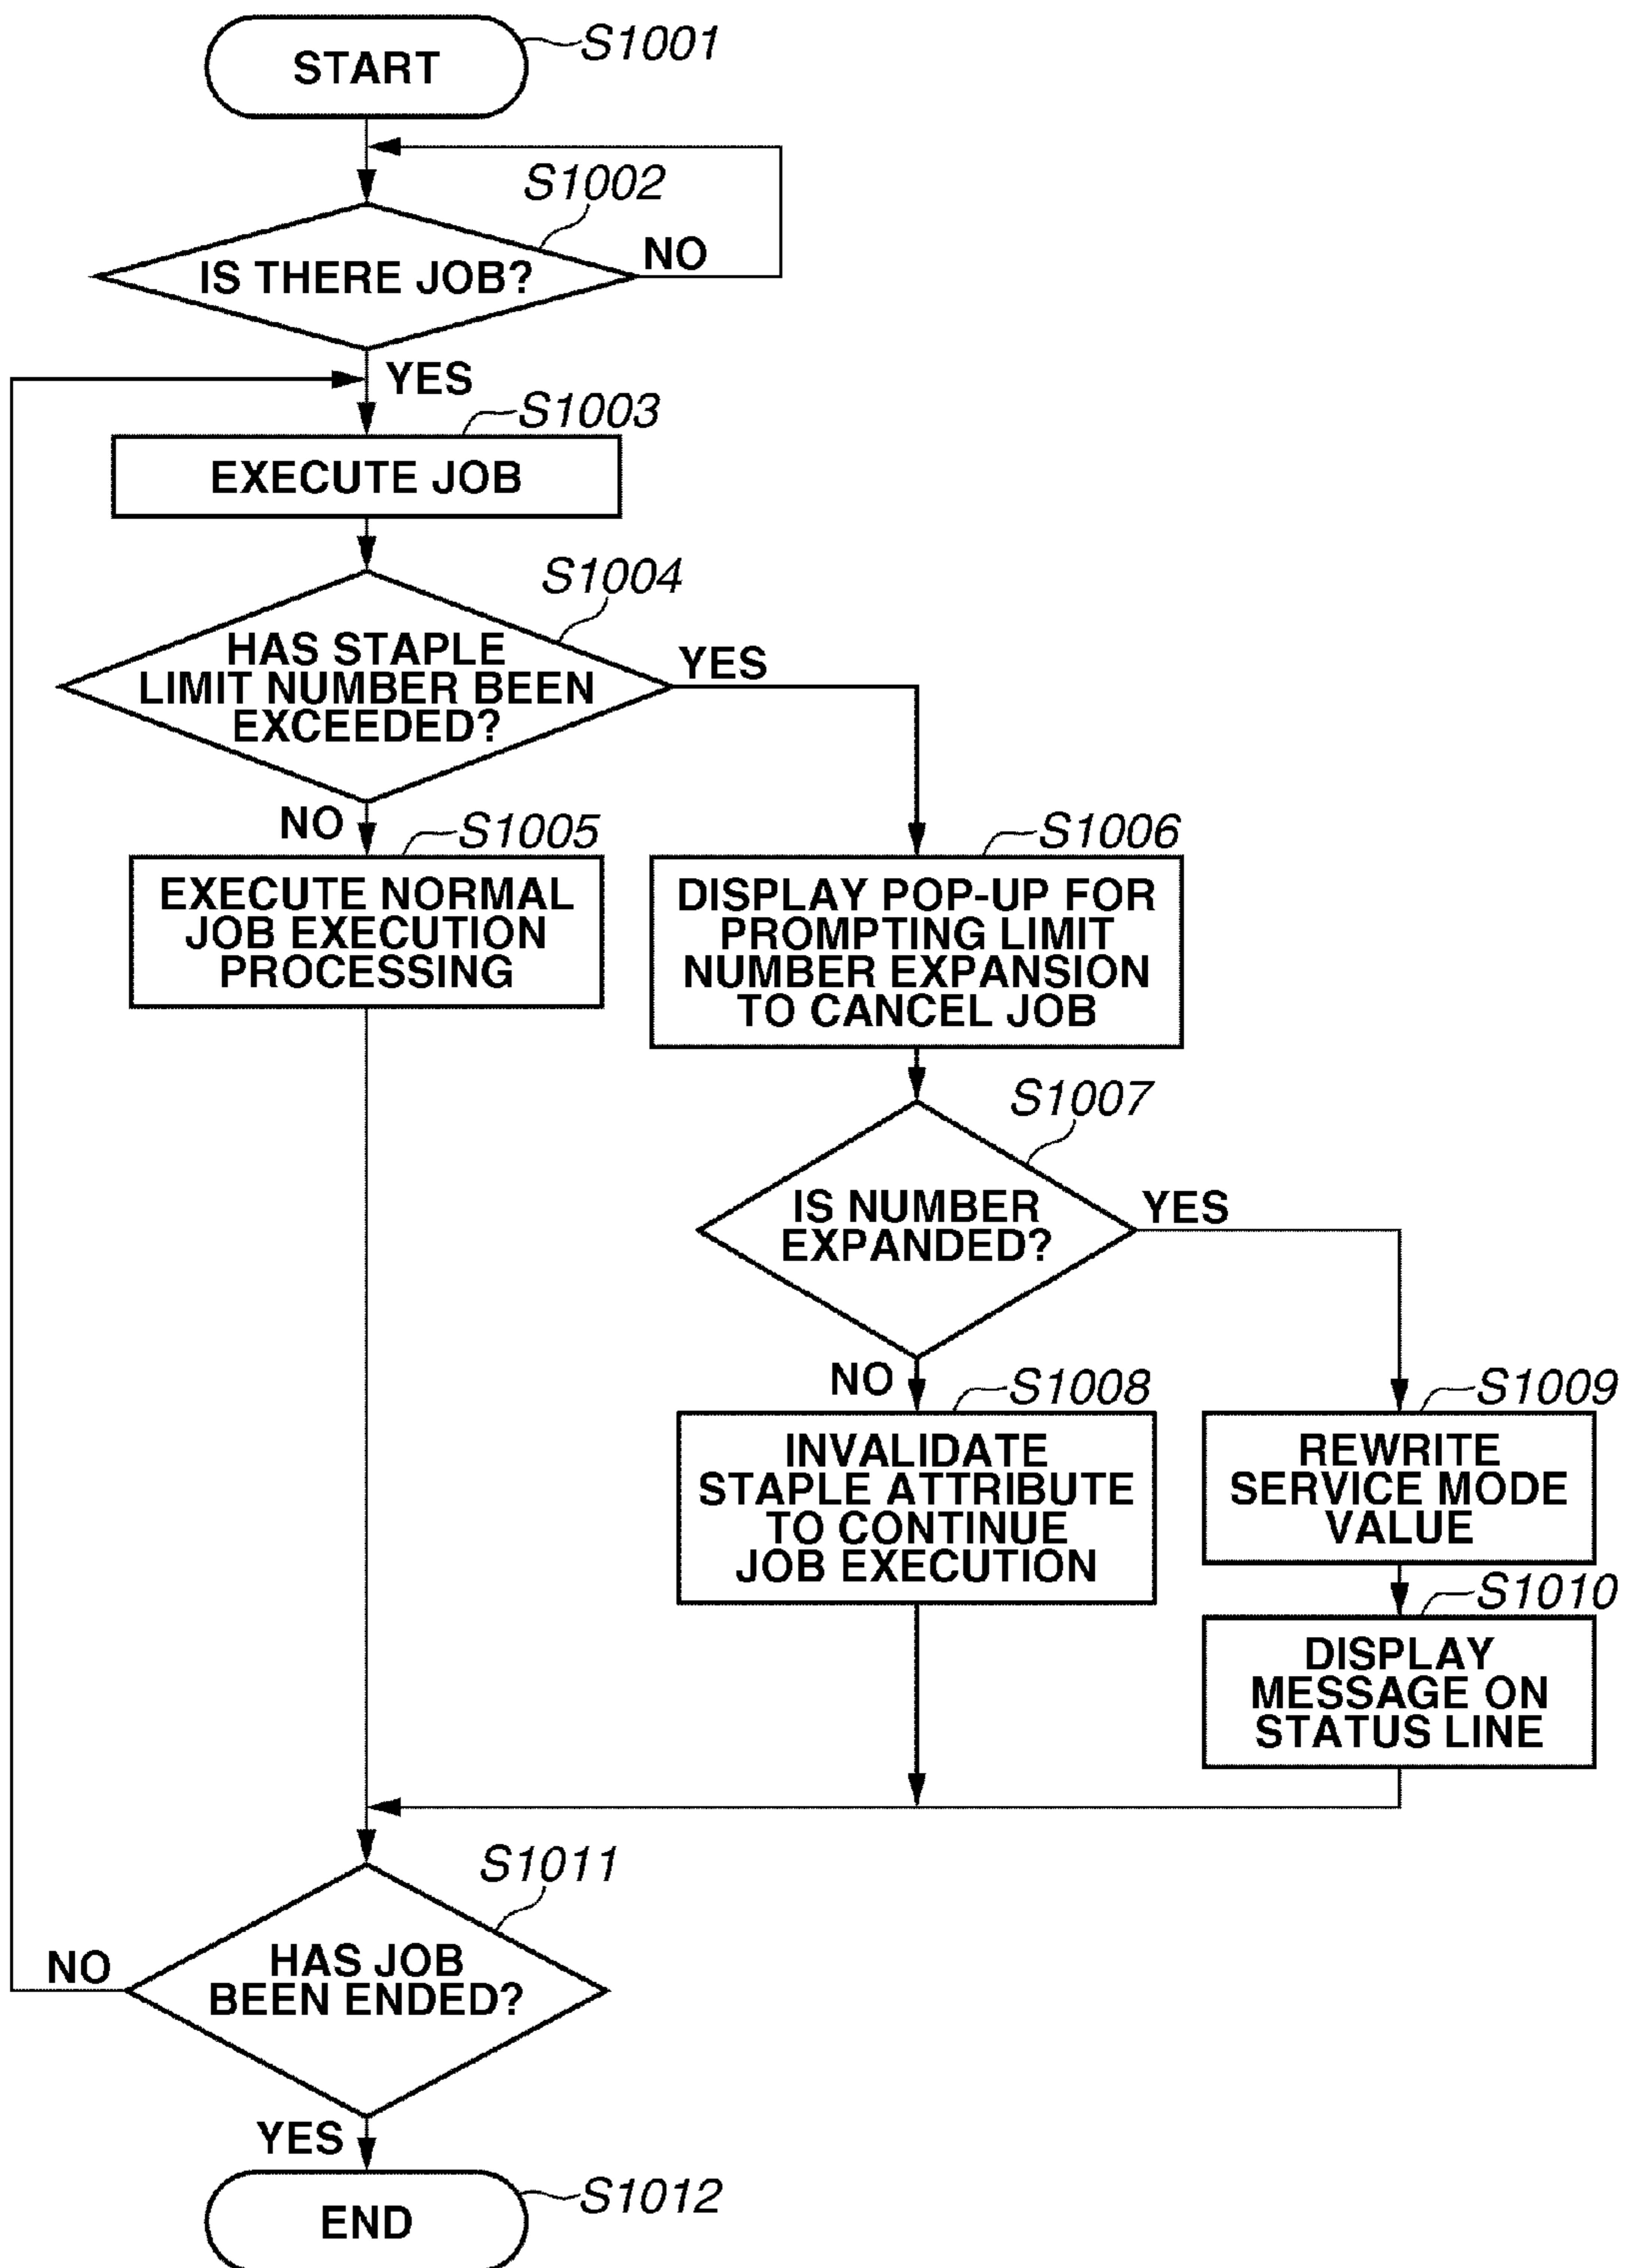 START
S1001
S1002
IS THERE JOB?
NO
YES
S1003
EXECUTE JOB
S1004
HAS STAPLE
LIMIT NUMBER BEEN
EXCEEDED?
YES
NO
S1005
EXECUTE NORMAL
JOB EXECUTION
PROCESSING
S1006
DISPLAY POP-UP FOR
PROMPTING LIMIT
NUMBER EXPANSION
TO CANCEL JOB
S1007
IS NUMBER
EXPANDED?
YES
NO
S1008
INVALIDATE
STAPLE ATTRIBUTE
TO CONTINUE
JOB EXECUTION
S1009
REWRITE
SERVICE MODE
VALUE
S1010
DISPLAY
MESSAGE ON
STATUS LINE
S1011
HAS JOB
BEEN ENDED?
NO
YES
END
S1012